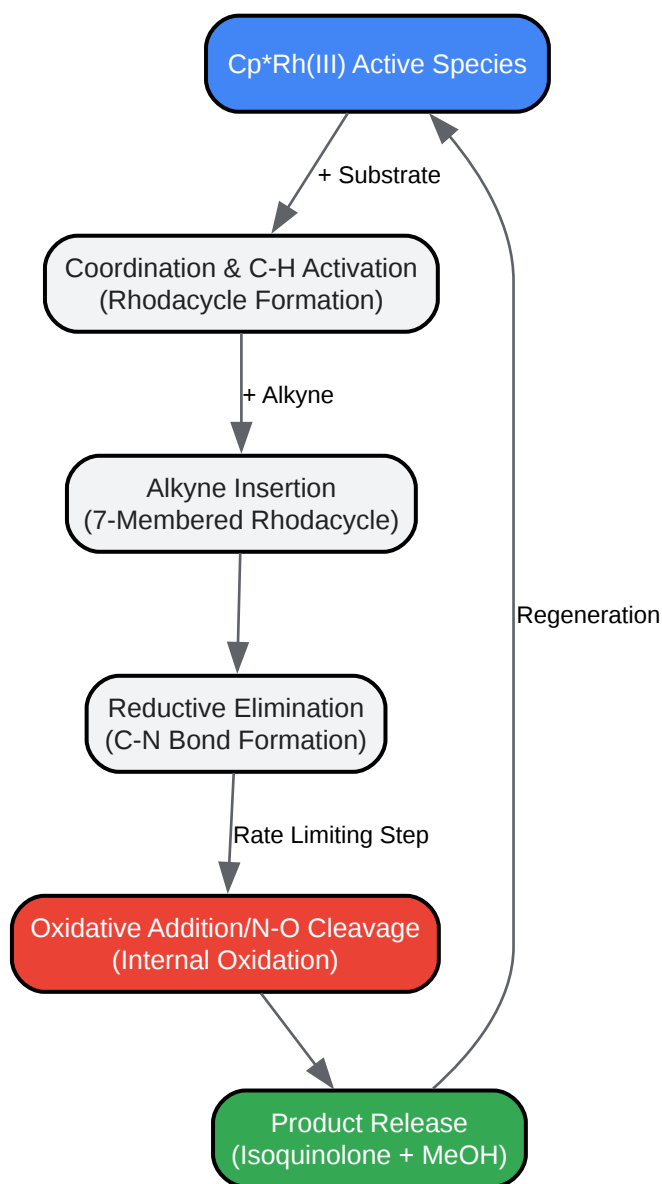 Cp*Rh(III) Active Species
+ Substrate
Coordination & C-H Activation
(Rhodacycle Formation)
+ Alkyne
Alkyne Insertion
(7-Membered Rhodacycle)
Regeneration
Reductive Elimination
(C-N Bond Formation)
Rate Limiting Step
Oxidative Addition/N-O Cleavage
(Internal Oxidation)
Product Release
(Isoquinolone + MeOH)